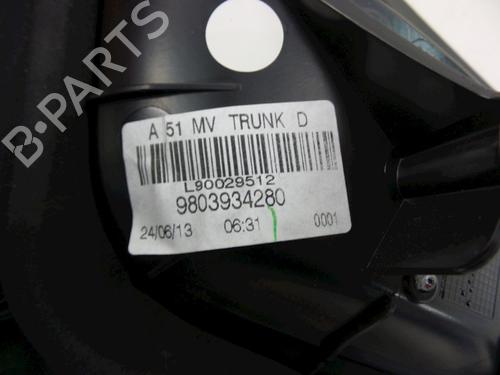 B-PARTS
A 51 MV TRUNK D
L90029512
9803934280
24/06/13 06:31 0001